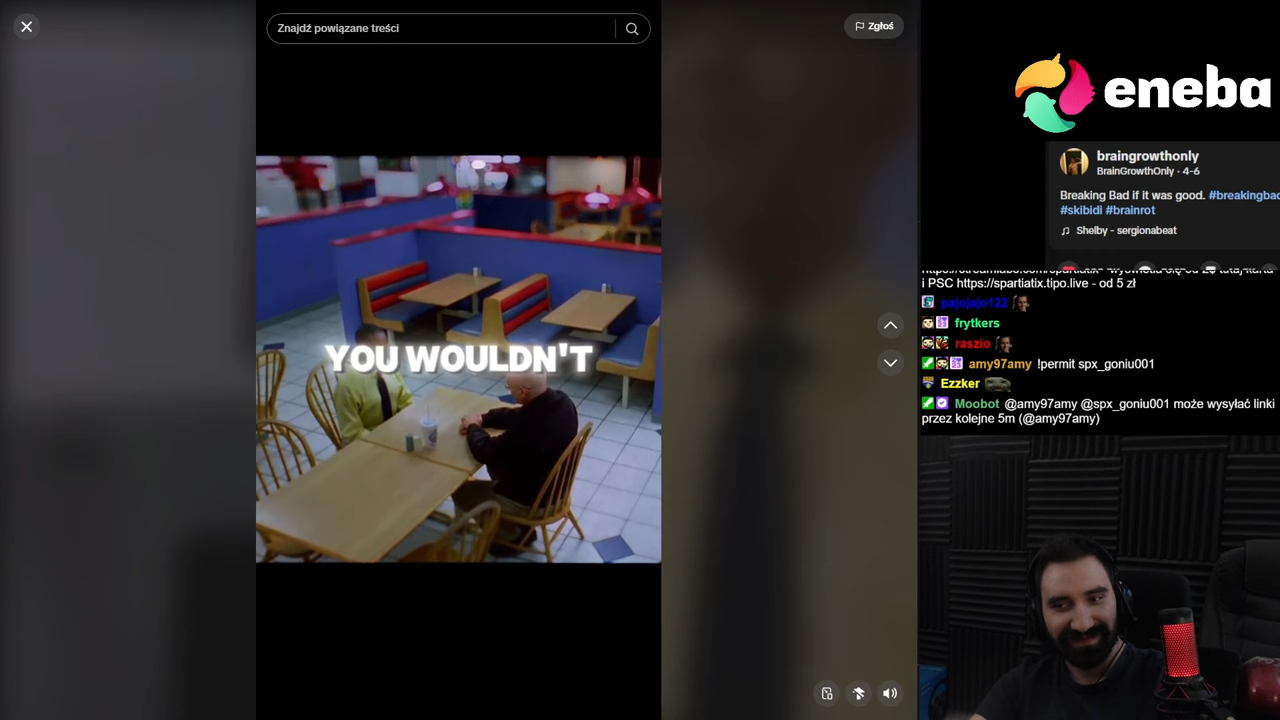 Znajdź powiązane treści
Zgłoś
YOU WOULDN'T
eneba
braingrowthonly
BrainGrowthOnly · 4-6
Breaking Bad if it was good. #breakingbad
#skibidi #brainrot
Shelby - sergionabeat
i PSC https://spartiatix.tipo.live - od 5 zł
pajojajo122
frytkers
raszio
amy97amy !permit spx_goniu001
Ezzker
Moobot @amy97amy @spx_goniu001 może wysyłać linki
przez kolejne 5m (@amy97amy)